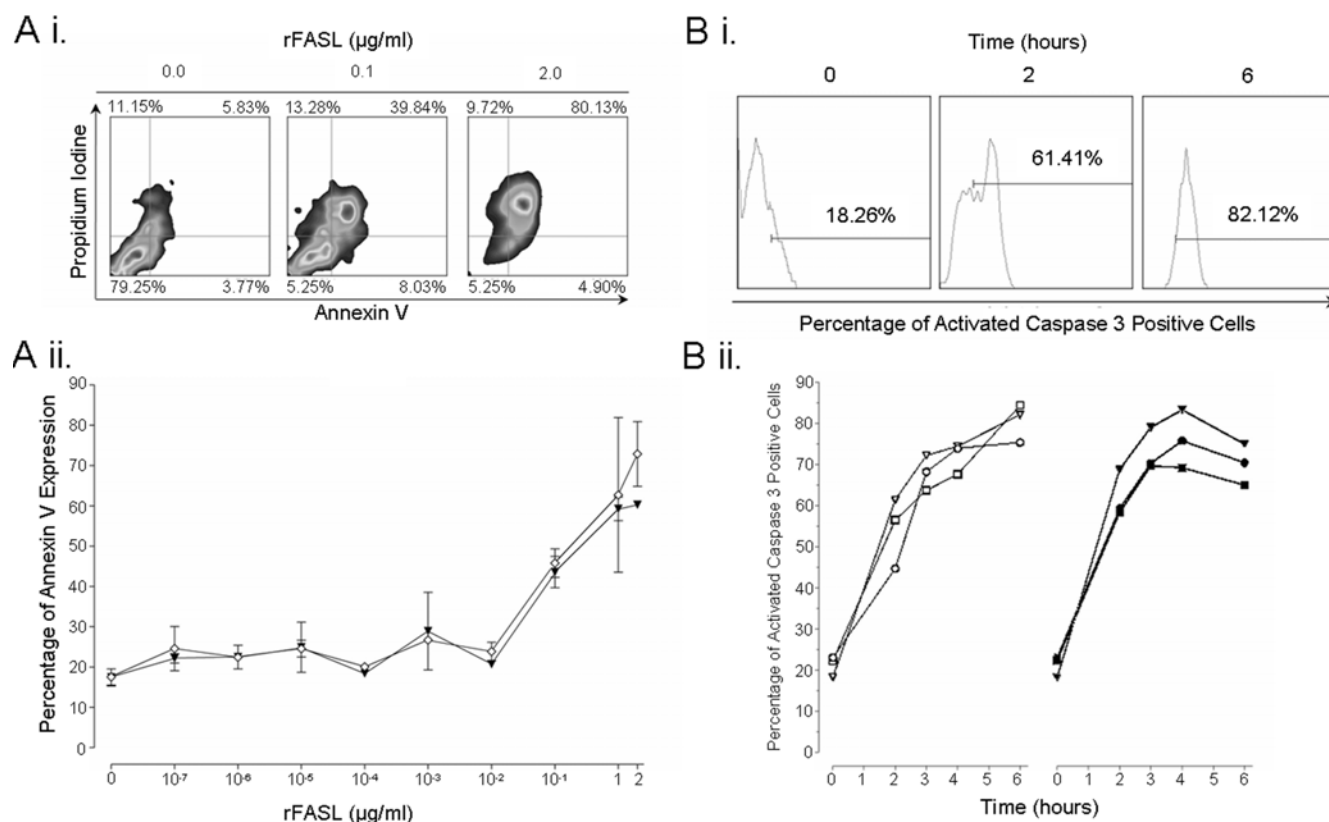 A i.
rFASL (µg/ml)
0.0 0.1 2.0
11.15% 5.83% 13.28% 39.84% 9.72% 80.13%
Propidium Iodine
79.25% 3.77% 5.25% 8.03% 5.25% 4.90%
Annexin V
B i.
Time (hours)
0 2 6
18.26%
61.41%
82.12%
Percentage of Activated Caspase 3 Positive Cells
A ii.
Percentage of Annexin V Expression
90
80
70
60
50
40
30
20
10
0
0 10-7 10-6 10-5 10-4 10-3 10-2 10-1 1 2
rFASL (µg/ml)
B ii.
Percentage of Activated Caspase 3 Positive Cells
90
80
70
60
50
40
30
20
10
0
0 1 2 3 4 5 6 0 1 2 3 4 5 6
Time (hours)